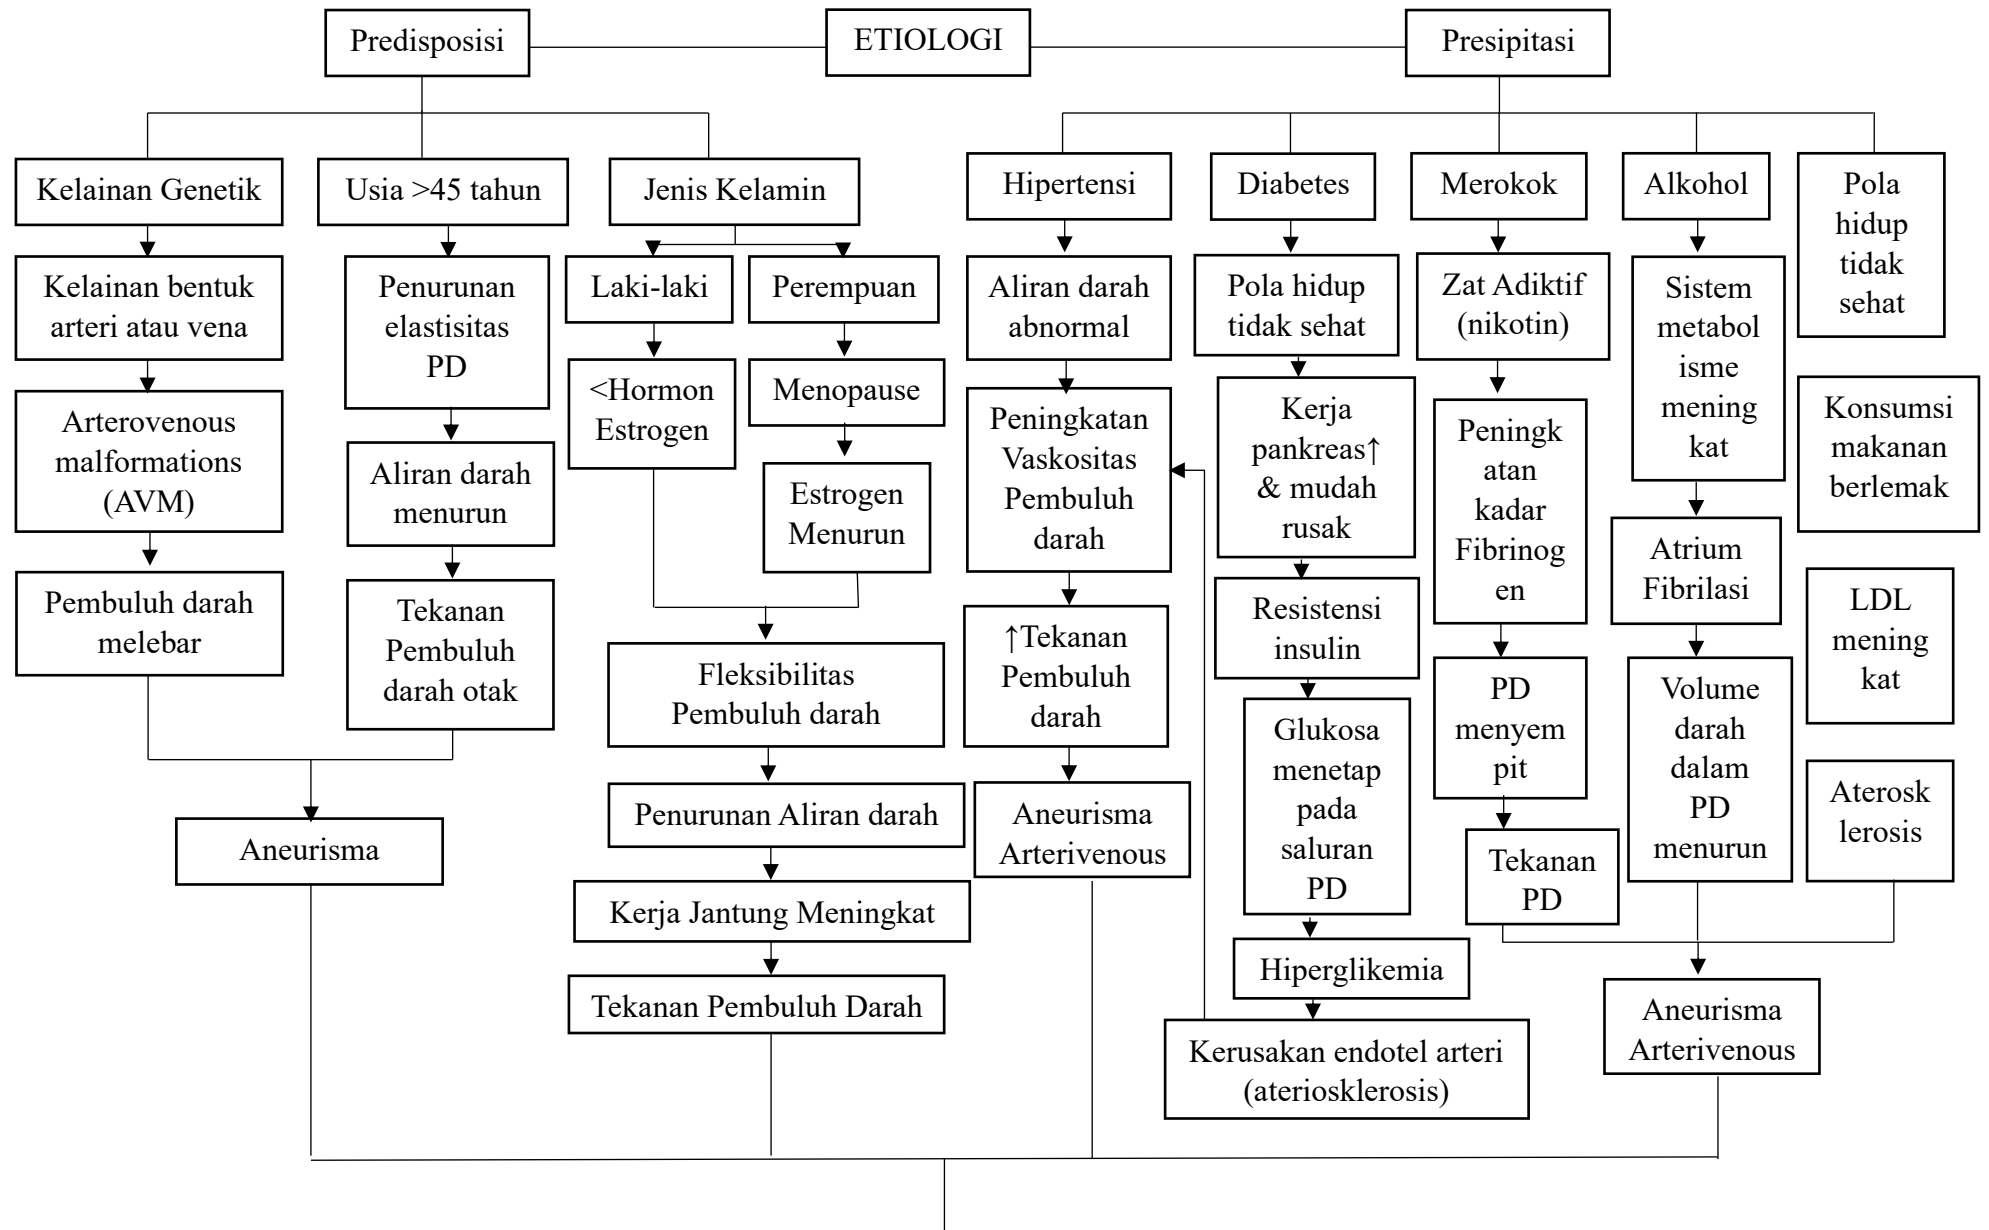 Predisposisi
ETIOLOGI
Presipitasi
Kelainan Genetik
Usia >45 tahun
Jenis Kelamin
Hipertensi
Diabetes
Merokok
Alkohol
Pola
hidup
tidak
sehat
Kelainan bentuk
arteri atau vena
Penurunan
elastisitas
PD
Laki-laki
Perempuan
Aliran darah
abnormal
Pola hidup
tidak sehat
Zat Adiktif
(nikotin)
Sistem
metabol
isme
mening
kat
<Hormon
Estrogen
Menopause
Arterovenous
malformations
(AVM)
Aliran darah
menurun
Estrogen
Menurun
Peningkatan
Vaskositas
Pembuluh
darah
Kerja
pankreas↑
& mudah
rusak
Peningk
atan
kadar
Fibrinog
en
Konsumsi
makanan
berlemak
Atrium
Fibrilasi
Pembuluh darah
melebar
Tekanan
Pembuluh
darah otak
Fleksibilitas
Pembuluh darah
↑Tekanan
Pembuluh
darah
Resistensi
insulin
PD
menyem
pit
Volume
darah
dalam
PD
menurun
LDL
mening
kat
Glukosa
menetap
pada
saluran
PD
Aneurisma
Penurunan Aliran darah
Aneurisma
Arterivenous
Tekanan
PD
Aterosk
lerosis
Kerja Jantung Meningkat
Hiperglikemia
Tekanan Pembuluh Darah
Kerusakan endotel arteri
(ateriosklerosis)
Aneurisma
Arterivenous